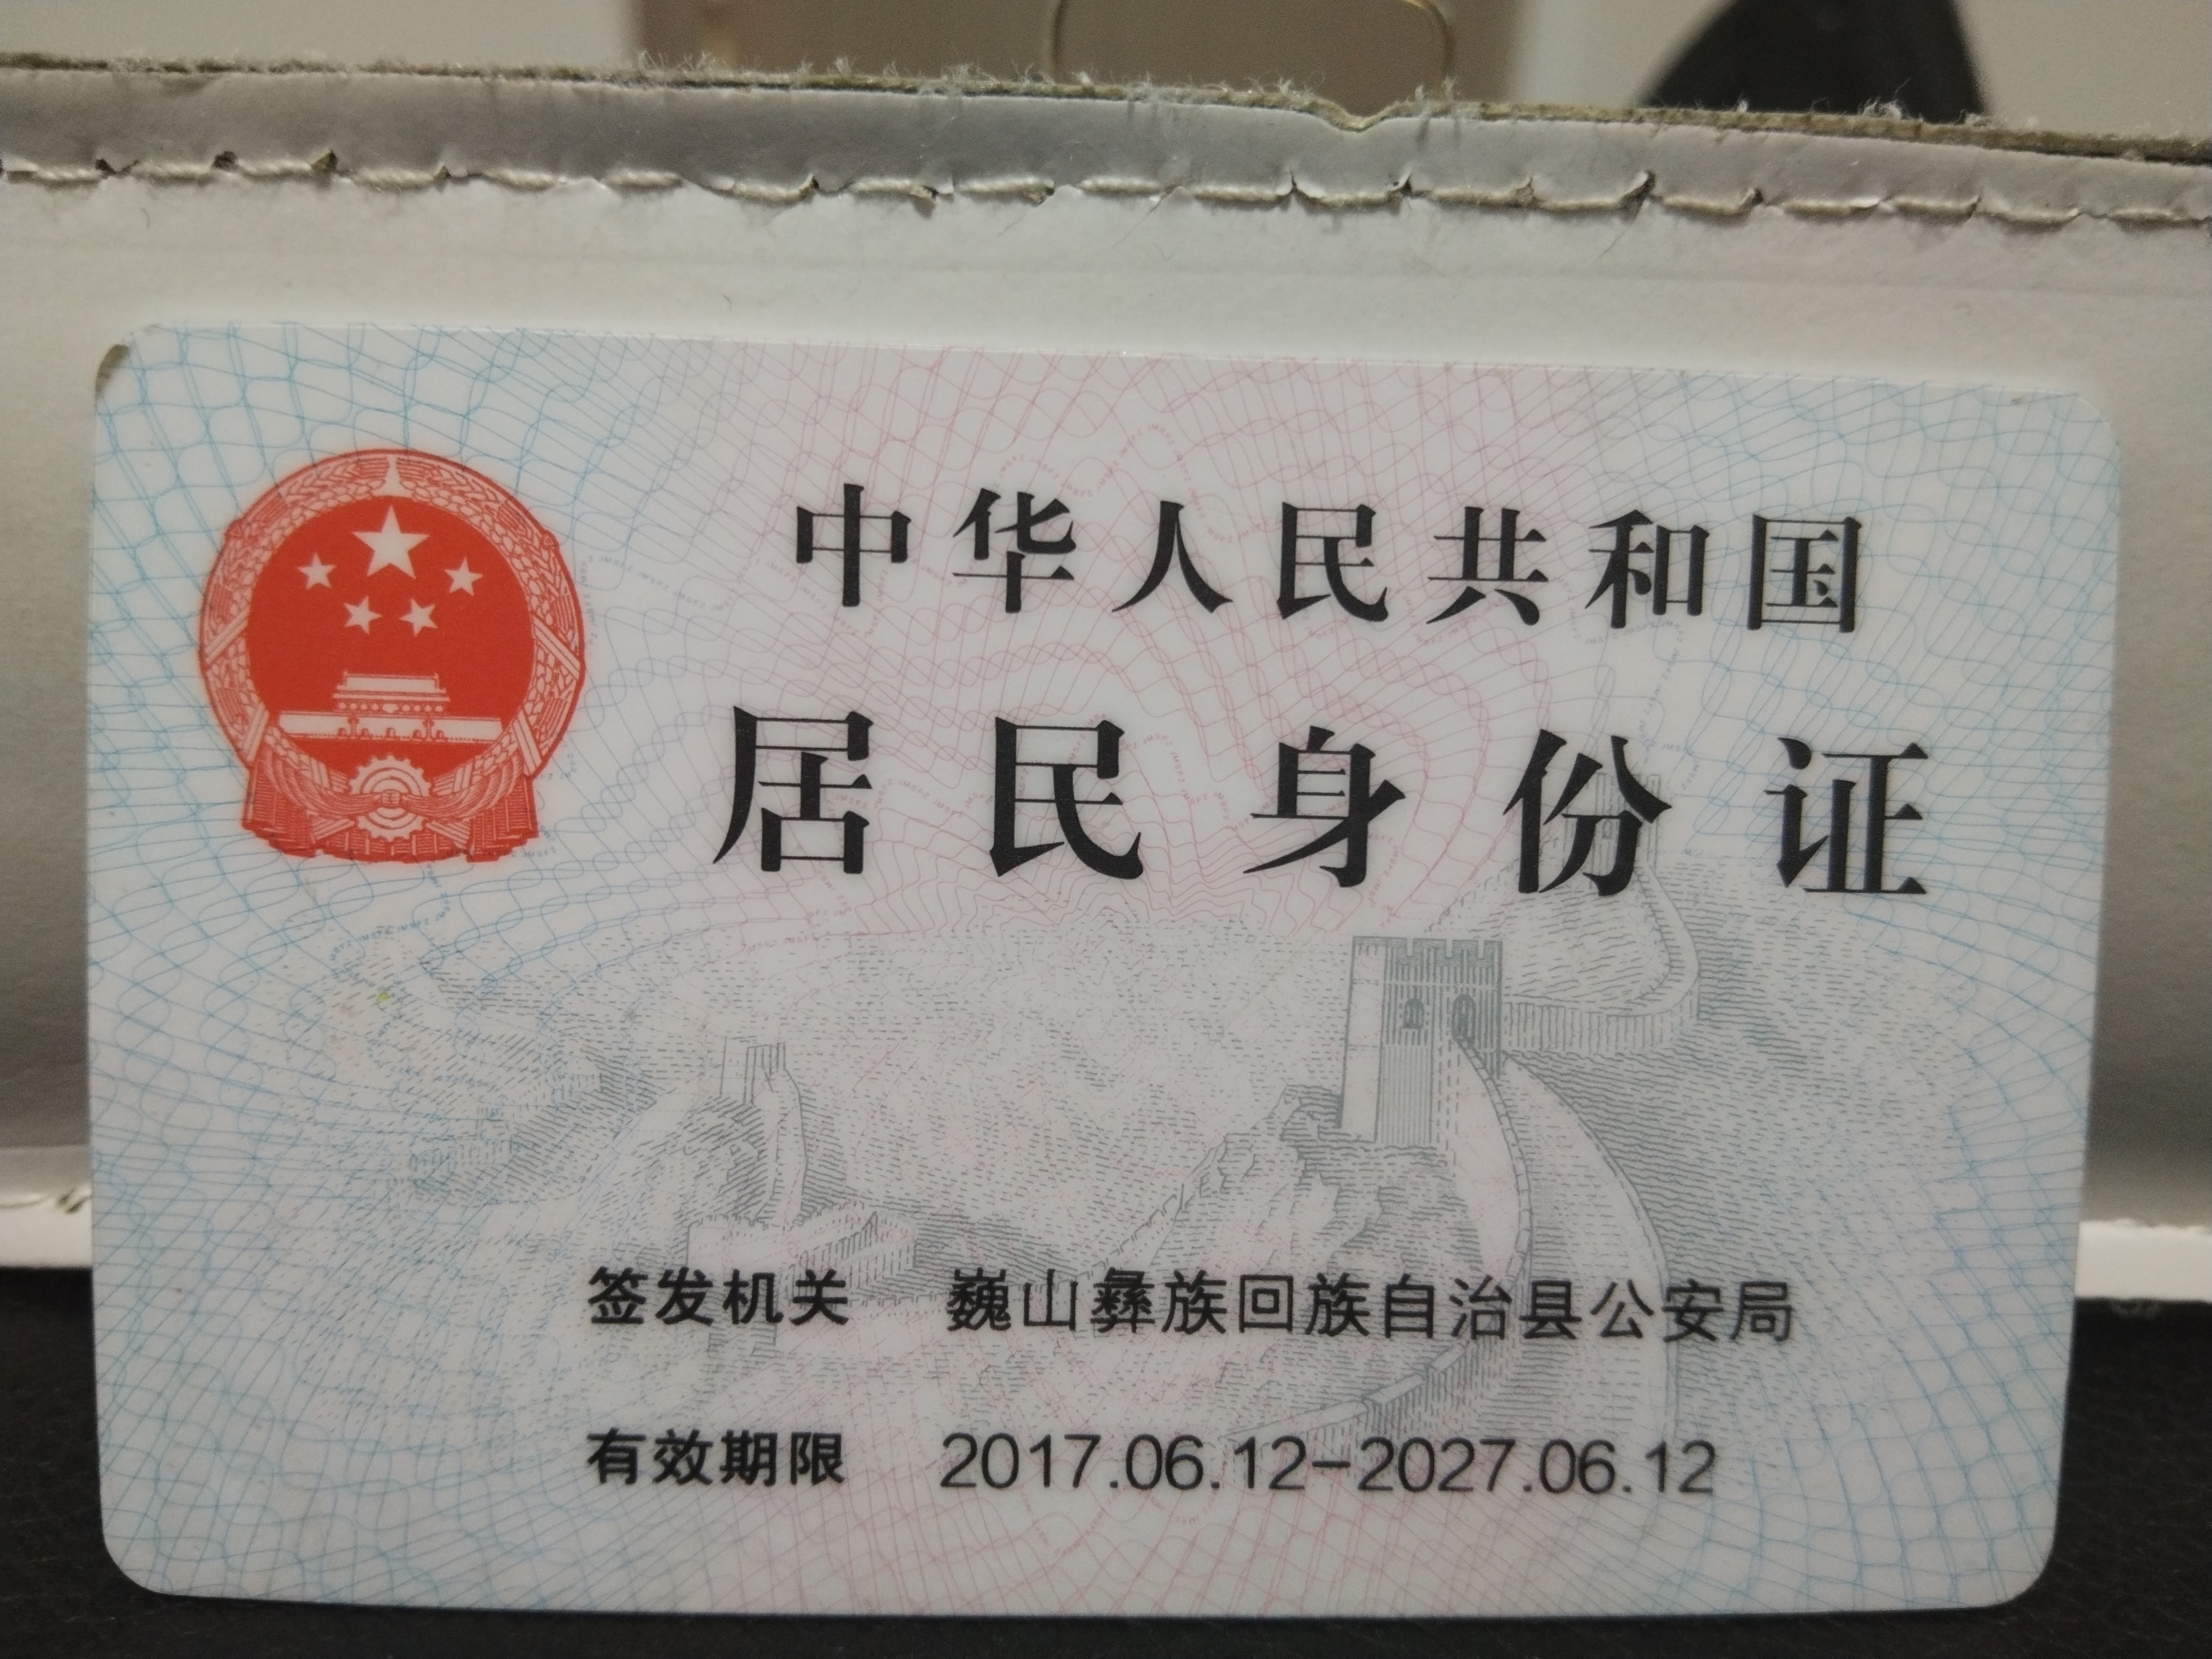 中华人民共和国
居民身份证
签发机关 巍山彝族回族自治县公安局
有效期限 2017.06.12-2027.06.12